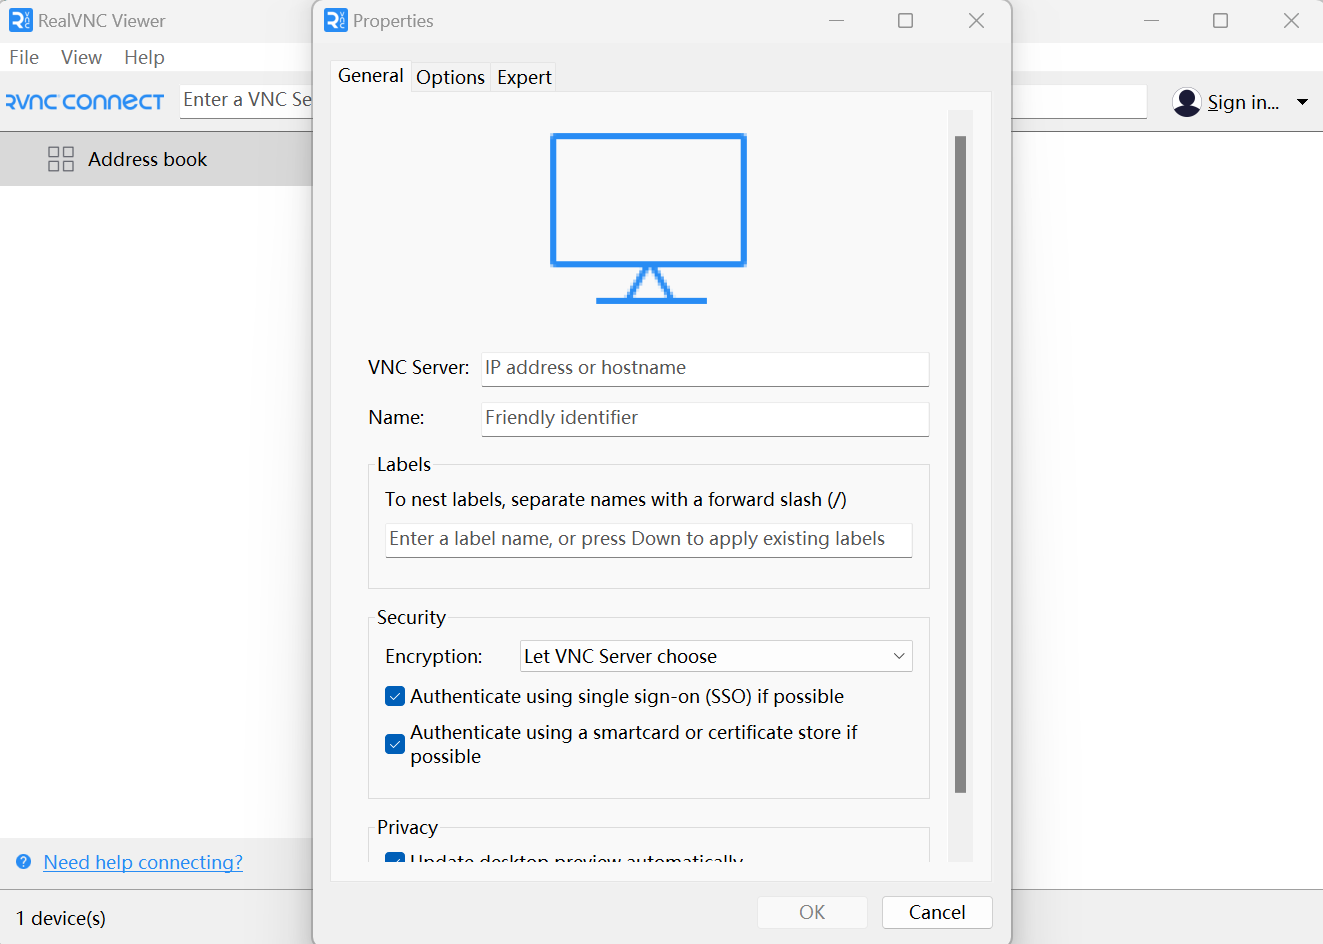 RealVNC Viewer
Properties
File View Help
General Options Expert
RVNC CONNECT
Enter a VNC Se
Sign in...
Address book
VNC Server: IP address or hostname
Name: Friendly identifier
Labels
To nest labels, separate names with a forward slash (/)
Enter a label name, or press Down to apply existing labels
Security
Encryption: Let VNC Server choose
Authenticate using single sign-on (SSO) if possible
Authenticate using a smartcard or certificate store if
possible
Privacy
Update desktop preview automatically
Need help connecting?
1 device(s)
OK Cancel